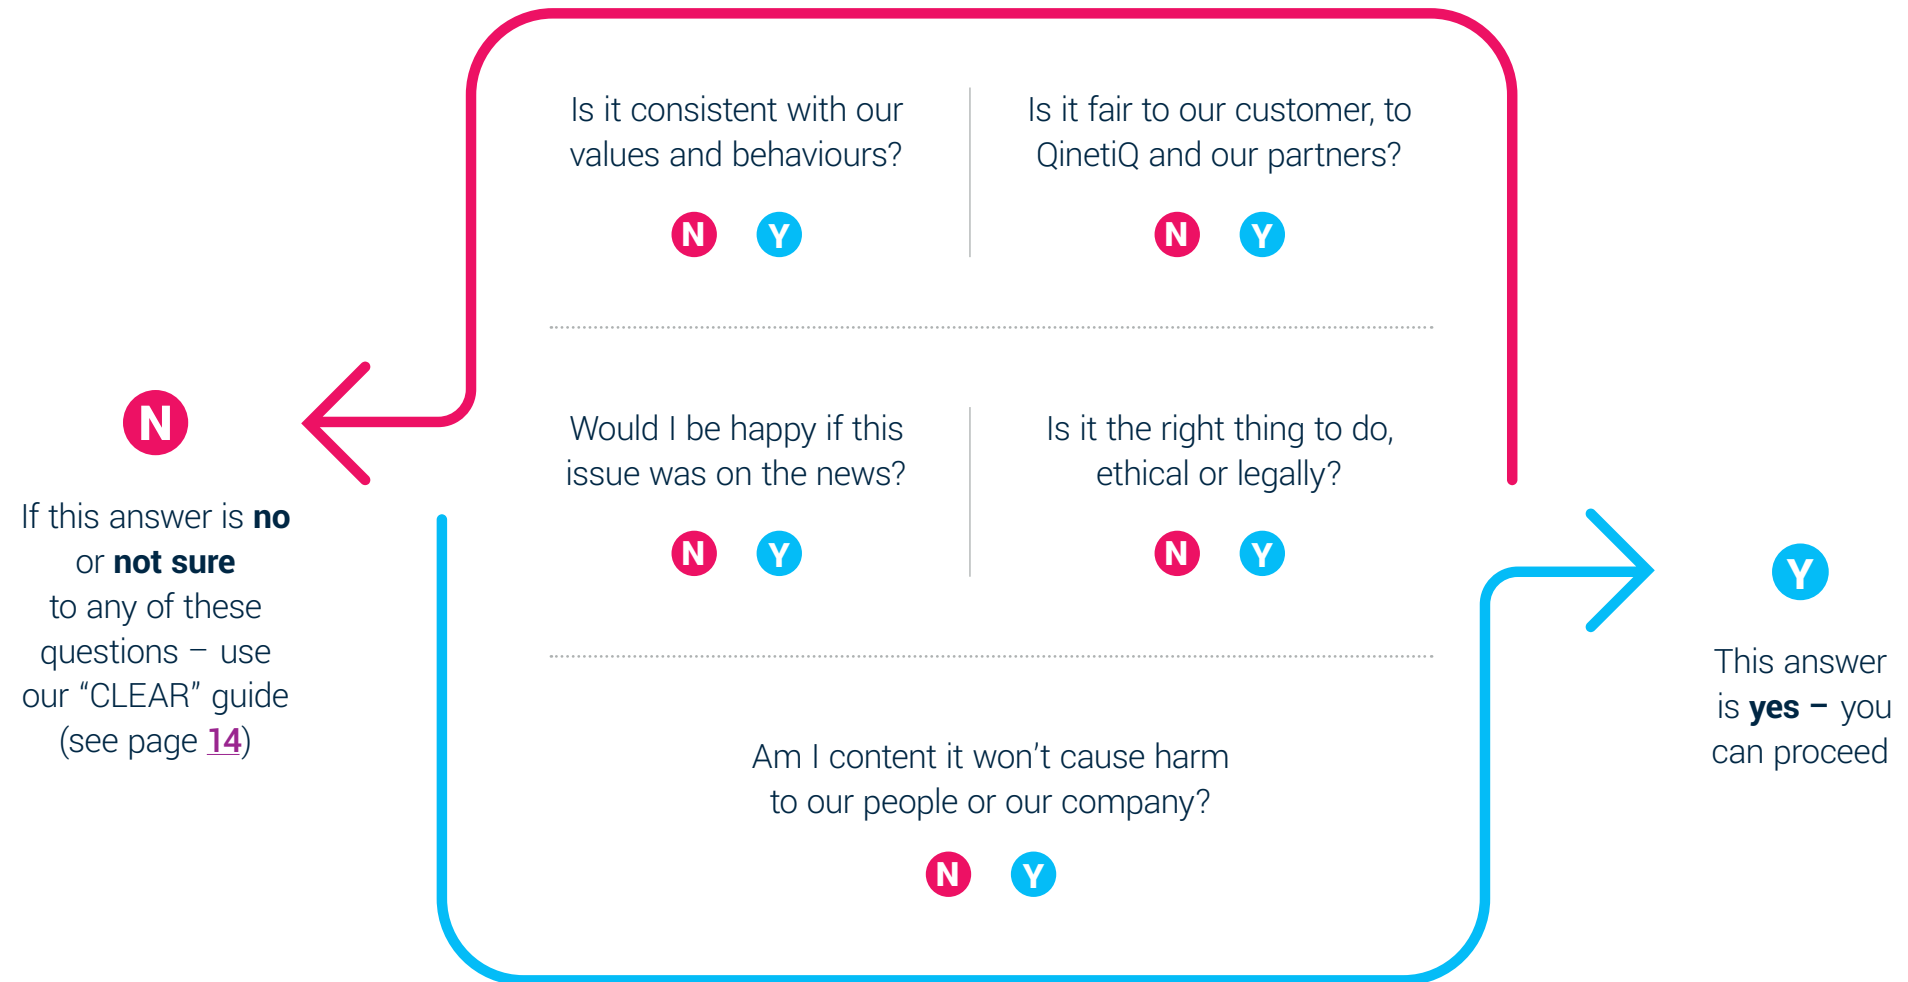 Is it consistent with our
values and behaviours?
N Y
Is it fair to our customer, to
QinetiQ and our partners?
N Y
Would I be happy if this
issue was on the news?
N Y
Is it the right thing to do,
ethical or legally?
N Y
Am I content it won’t cause harm
to our people or our company?
N Y
N
If this answer is no
or not sure
to any of these
questions – use
our “CLEAR” guide
(see page 14)
Y
This answer
is yes – you
can proceed